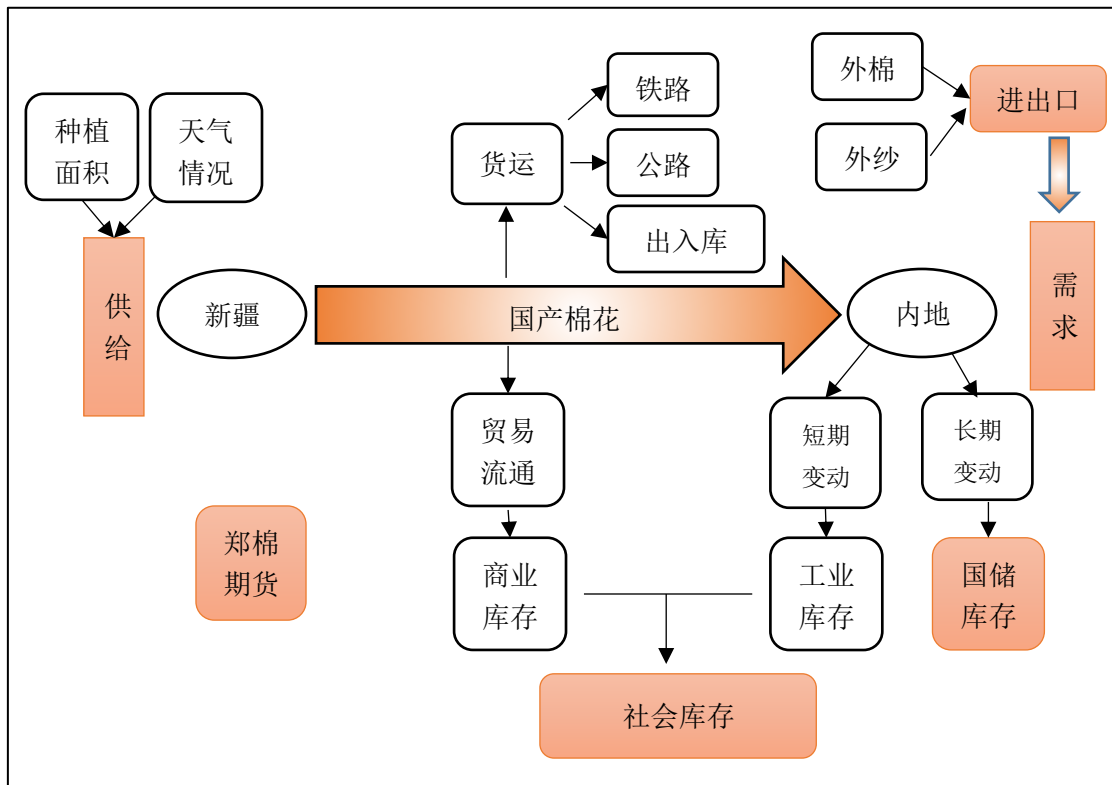 外棉
进出口
铁路
种植
面积
天气
情况
货运
公路
外纱
出入库
供
给
新疆
国产棉花
内地
需
求
贸易
流通
短期
变动
长期
变动
郑棉
期货
商业
库存
工业
库存
国储
库存
社会库存